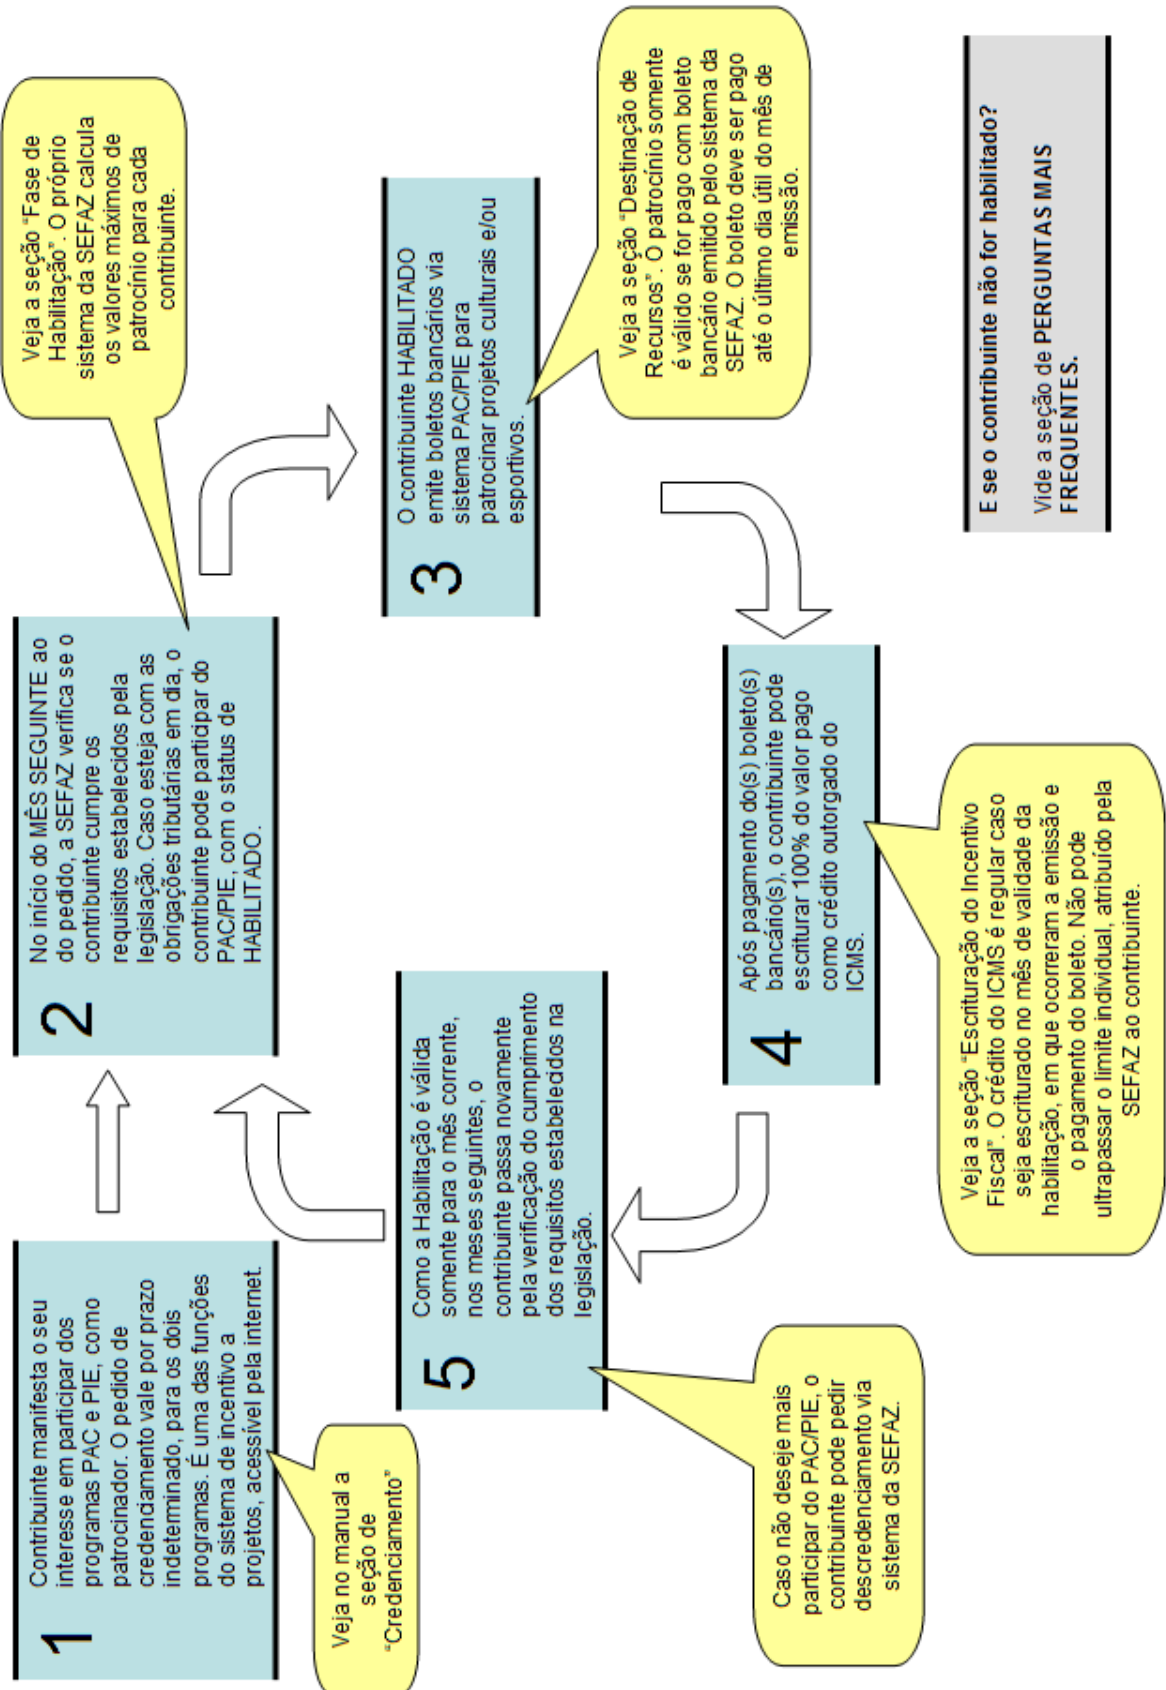 1
Contribuinte manifesta o seu
interesse em participar dos
programas PAC e PIE, como
patrocinador. O pedido de
credenciamento vale por prazo
indeterminado, para os dois
programas. É uma das funções
do sistema de incentivo a
projetos, acessível pela internet.
Veja no manual a
seção de
“Credenciamento”
2
No início do MÊS SEGUINTE ao
do pedido, a SEFAZ verifica se o
contribuinte cumpre os
requisitos estabelecidos pela
legislação. Caso esteja com as
obrigações tributárias em dia, o
contribuinte pode participar do
PAC/PIE, com o status de
HABILITADO.
Veja a seção “Fase de
Habilitação”. O próprio
sistema da SEFAZ calcula
os valores máximos de
patrocínio para cada
contribuinte.
3
O contribuinte HABILITADO
emite boletos bancários via
sistema PAC/PIE para
patrocinar projetos culturais e/ou
esportivos.
Veja a seção “Destinação de
Recursos”. O patrocínio somente
é válido se for pago com boleto
bancário emitido pelo sistema da
SEFAZ. O boleto deve ser pago
até o último dia útil do mês de
emissão.
4
Após pagamento do(s) boleto(s)
bancário(s), o contribuinte pode
escriturar 100% do valor pago
como crédito outorgado do
ICMS.
Veja a seção “Escrituração do Incentivo
Fiscal”. O crédito do ICMS é regular caso
seja escriturado no mês de validade da
habilitação, em que ocorreram a emissão e
o pagamento do boleto. Não pode
ultrapassar o limite individual, atribuído pela
SEFAZ ao contribuinte.
5
Como a Habilitação é válida
somente para o mês corrente,
nos meses seguintes, o
contribuinte passa novamente
pela verificação do cumprimento
dos requisitos estabelecidos na
legislação.
Caso não deseje mais
participar do PAC/PIE, o
contribuinte pode pedir
descredenciamento via
sistema da SEFAZ.
E se o contribuinte não for habilitado?
Vide a seção de PERGUNTAS MAIS
FREQUENTES.